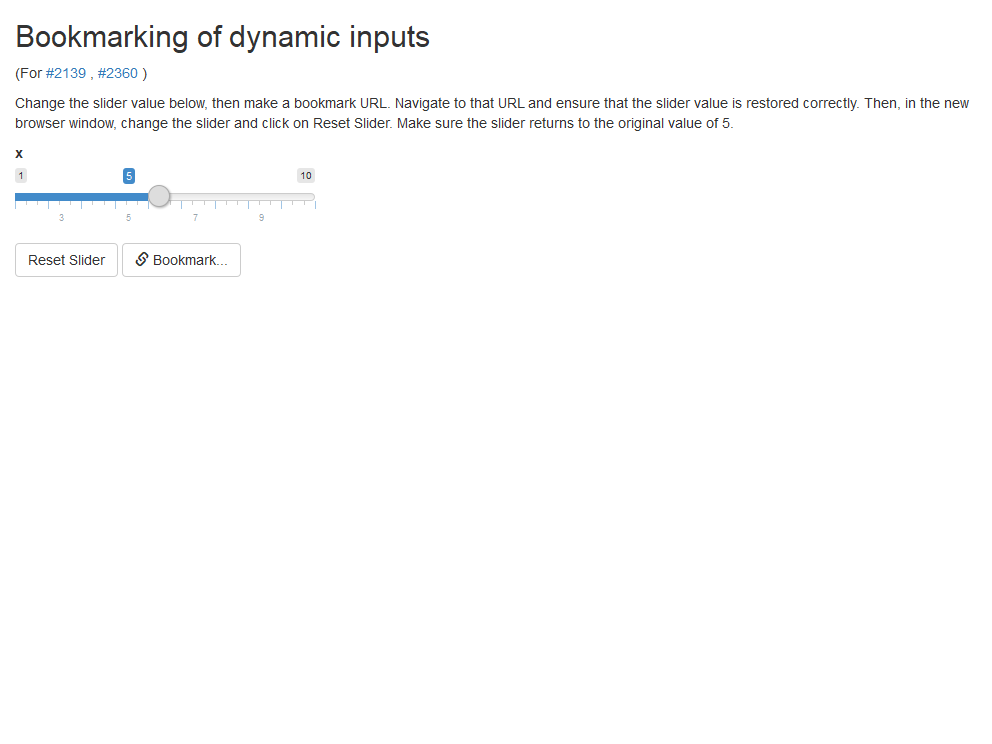 Bookmarking of dynamic inputs
(For #2139 , #2360 )
Change the slider value below, then make a bookmark URL. Navigate to that URL and ensure that the slider value is restored correctly. Then, in the new
browser window, change the slider and click on Reset Slider. Make sure the slider returns to the original value of 5.
x
1 5 10
3 5 7 9
Reset Slider Bookmark...